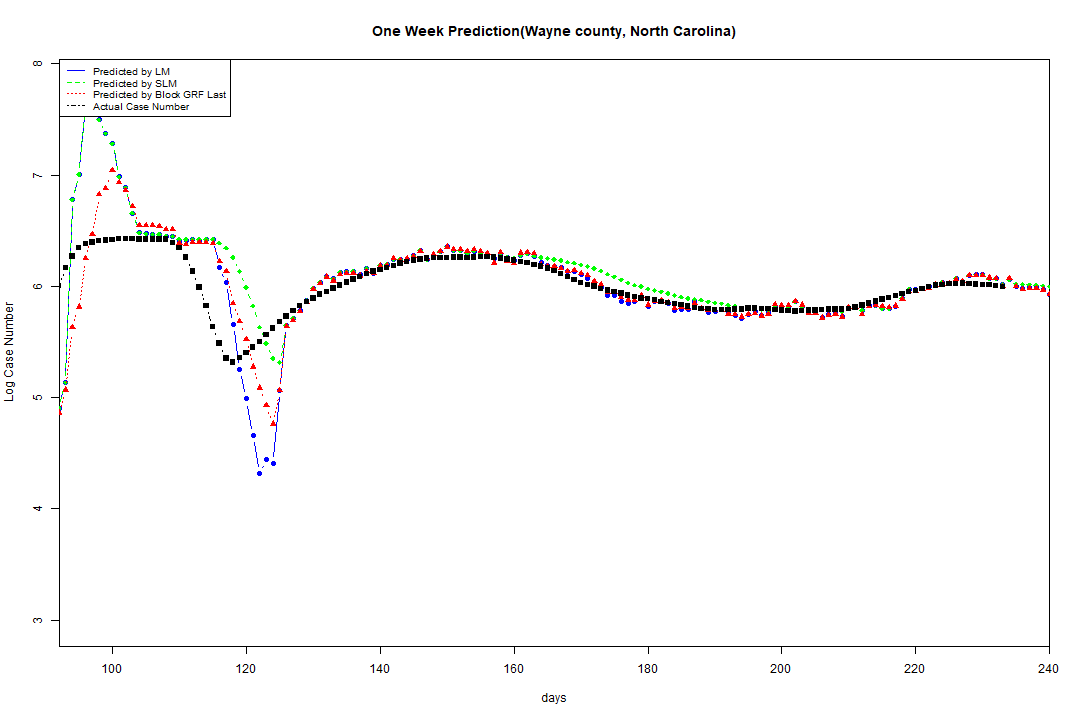 One Week Prediction(Wayne county, North Carolina)
Predicted by LM
Predicted by SLM
Predicted by Block GRF Last
Actual Case Number
Log Case Number
8
7
6
5
4
3
100 120 140 160 180 200 220 240
days